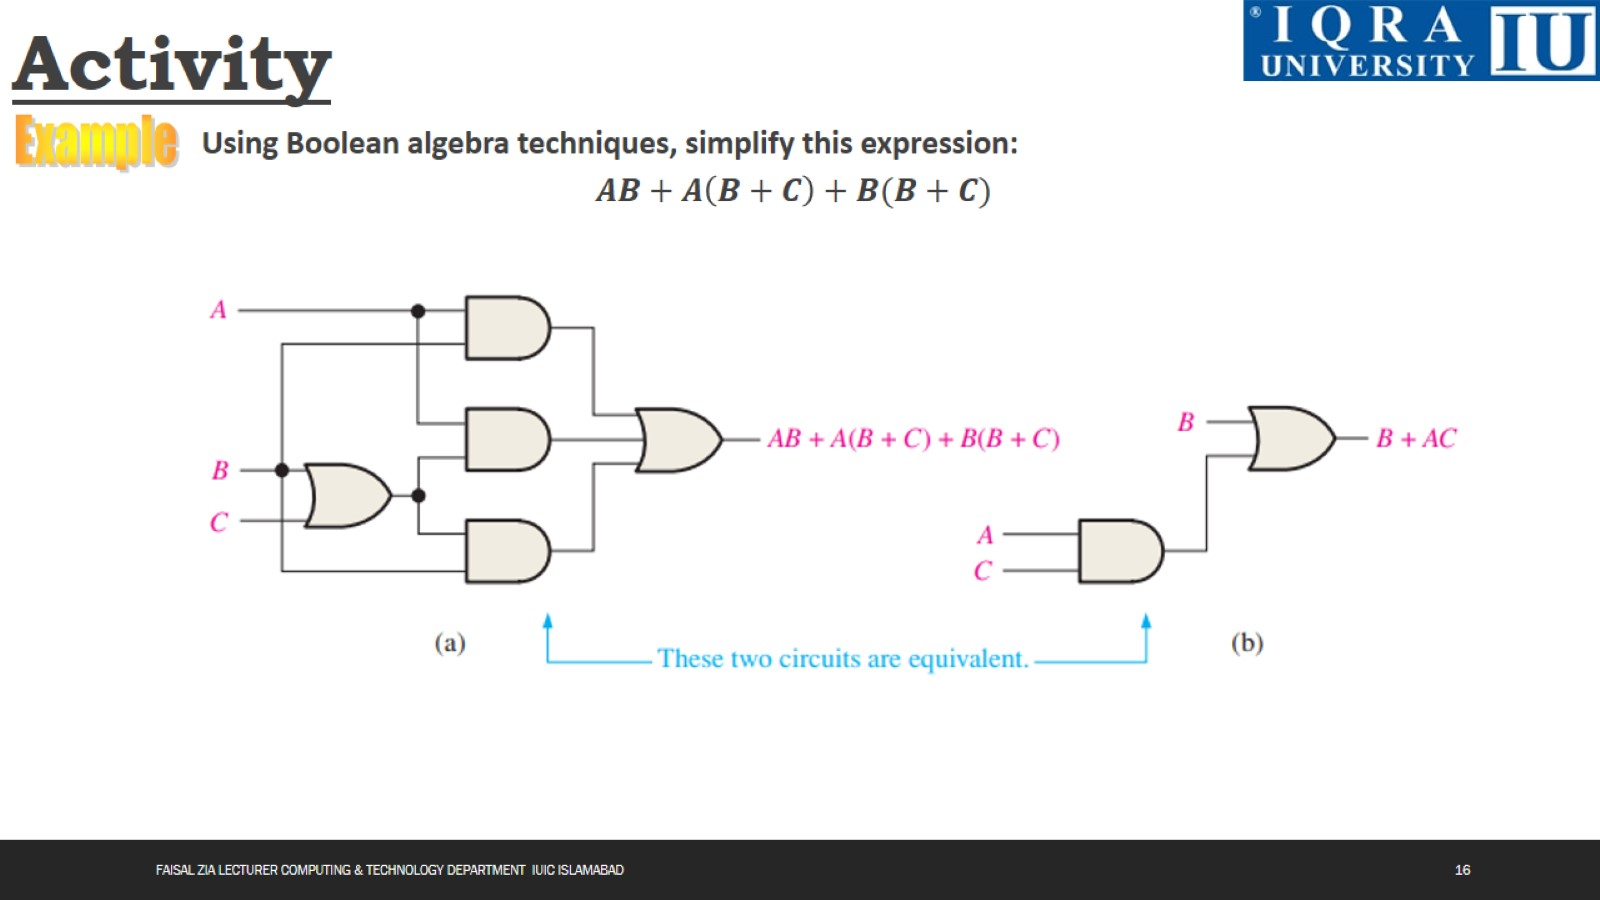 Activity
® IQRA
UNIVERSITY IU
Example Using Boolean algebra techniques, simplify this expression:
AB + A(B + C) + B(B + C)
A
B
C
AB + A(B + C) + B(B + C)
B
B + AC
A
C
(a)
These two circuits are equivalent.
(b)
FAISAL ZIA LECTURER COMPUTING & TECHNOLOGY DEPARTMENT IUIC ISLAMABAD
16